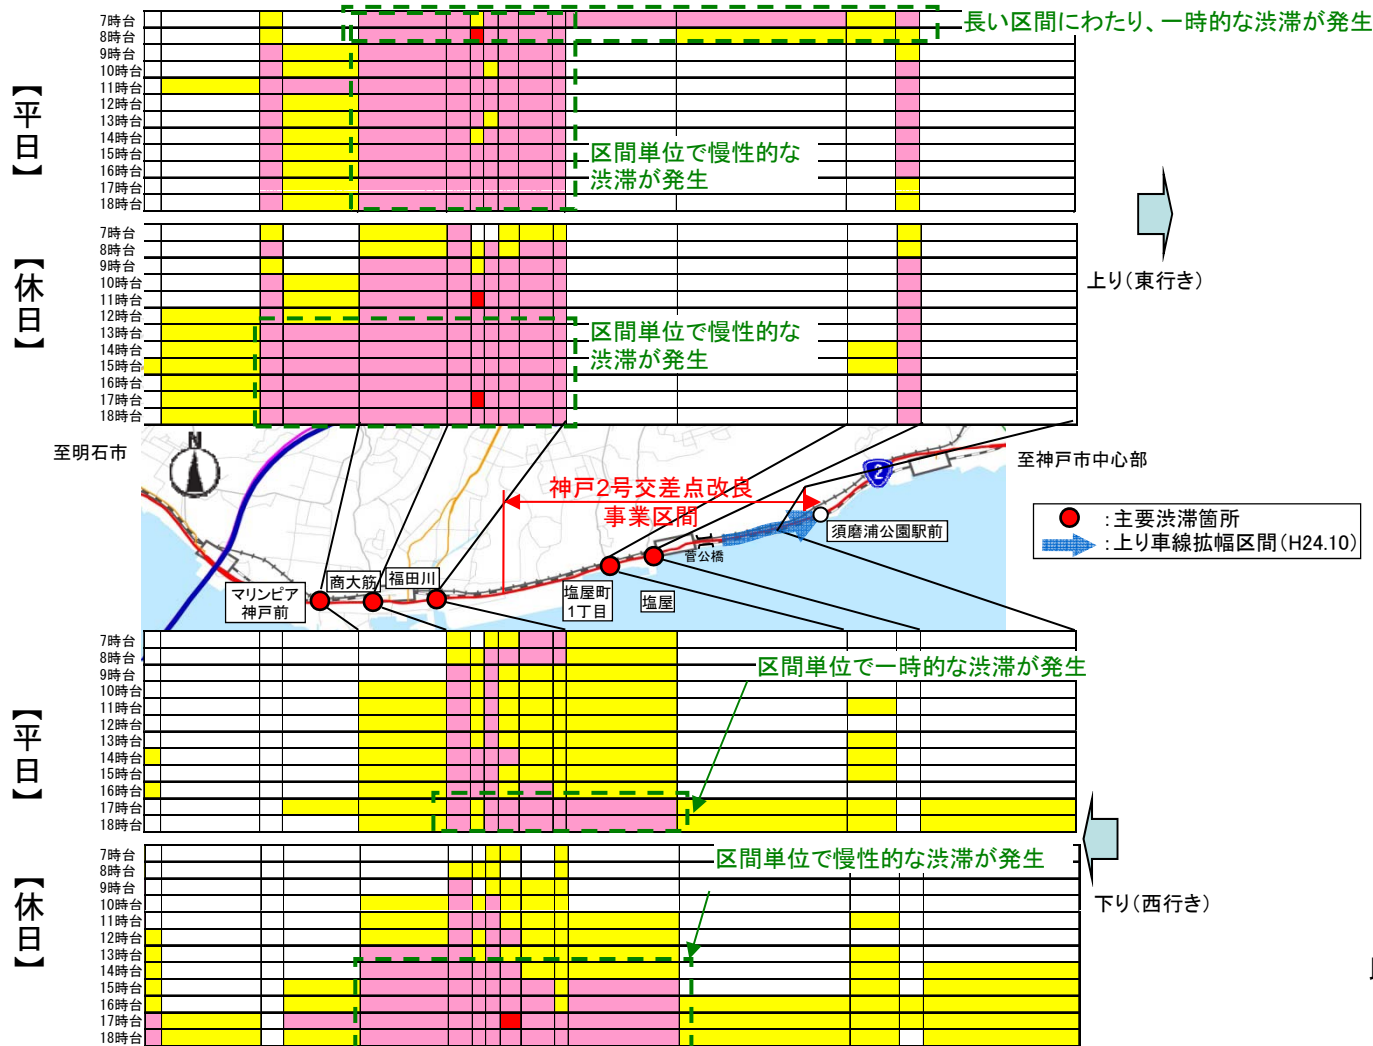 7時台
長い区間にわたり、一時的な渋滞が発生
8時台
9時台
10時台
11時台
12時台
13時台
14時台
15時台
16時台
17時台
18時台
【平日】
区間単位で慢性的な
渋滞が発生
7時台
8時台
9時台
10時台
11時台
12時台
13時台
14時台
15時台
16時台
17時台
18時台
【休日】
区間単位で慢性的な
渋滞が発生
上り(東行き)
至明石市
N
至神戸市中心部
2
神戸2号交差点改良
事業区間
須磨浦公園駅前
菅公橋
マリンピア
神戸前
商大筋
福田川
塩屋町
1丁目
塩屋
:主要渋滞箇所
:上り車線拡幅区間(H24.10)
7時台
8時台
9時台
10時台
11時台
12時台
13時台
14時台
15時台
16時台
17時台
18時台
【平日】
区間単位で一時的な渋滞が発生
7時台
8時台
9時台
10時台
11時台
12時台
13時台
14時台
15時台
16時台
17時台
18時台
【休日】
区間単位で慢性的な渋滞が発生
下り(西行き)